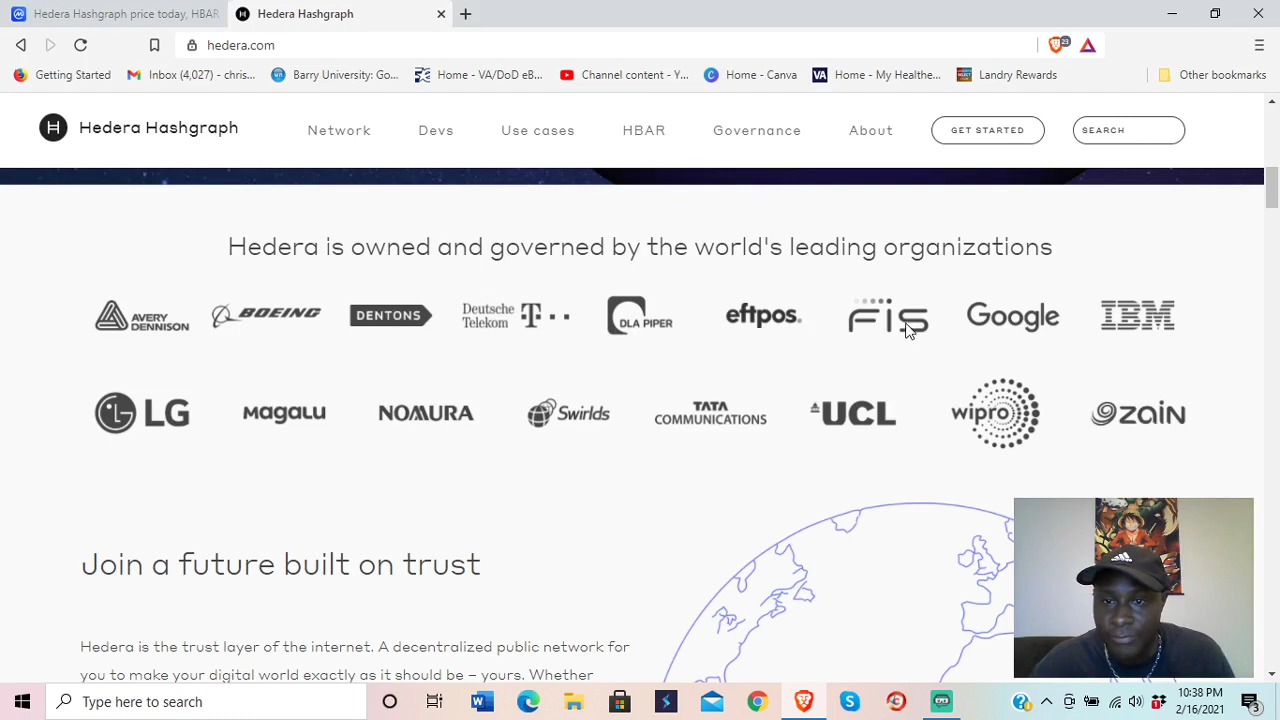 Hedera Hashgraph price today, HBAR
Hedera Hashgraph
hedera.com
23
Getting Started
Inbox (4,027) - chris...
Barry University: Go...
Home - VA/DoD eB...
Channel content - Y...
Home - Canva
Home - My Healthe...
Landry Rewards
Other bookmarks
Hedera Hashgraph
Network
Devs
Use cases
HBAR
Governance
About
GET STARTED
SEARCH
Hedera is owned and governed by the world's leading organizations
AVERY DENNISON
BOEING
DENTONS
Deutsche Telekom T
DLA PIPER
eftpos
FIS
Google
IBM
LG
MAGALU
NOMURA
Swirlds
TATA COMMUNICATIONS
UCL
wipro
zain
Join a future built on trust
Hedera is the trust layer of the internet. A decentralized public network for
you to make your digital world exactly as it should be – yours. Whether
Type here to search
10:38 PM
2/16/2021
3